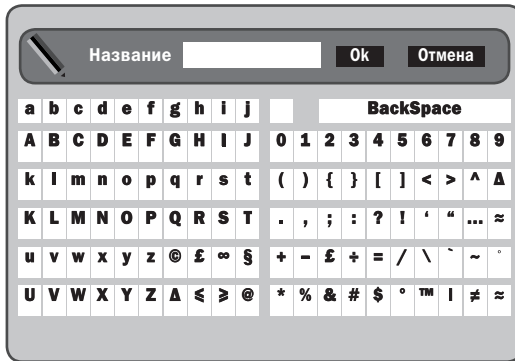 Название Ok Отмена
a b c d e f g h i j BackSpace
A B C D E F G H I J 0 1 2 3 4 5 6 7 8 9
k l m n o p q r s t ( ) { } [ ] < > ^ Δ
K L M N O P Q R S T . , ; : ? ! ‘ “ … ≈
u v w x y z © £ ∞ § + – £ ÷ = / \ ` ~ °
U V W X Y Z Δ ⩽ ⩾ @ * % & # $ ° ™ | ≠ ≈